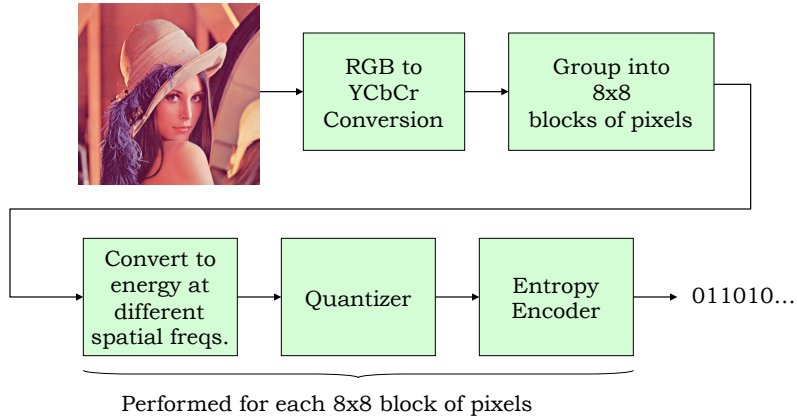 RGB to
YCbCr
Conversion
Group into
8x8
blocks of pixels
Convert to
energy at
different
spatial freqs.
Quantizer
Entropy
Encoder
011010...
Performed for each 8x8 block of pixels